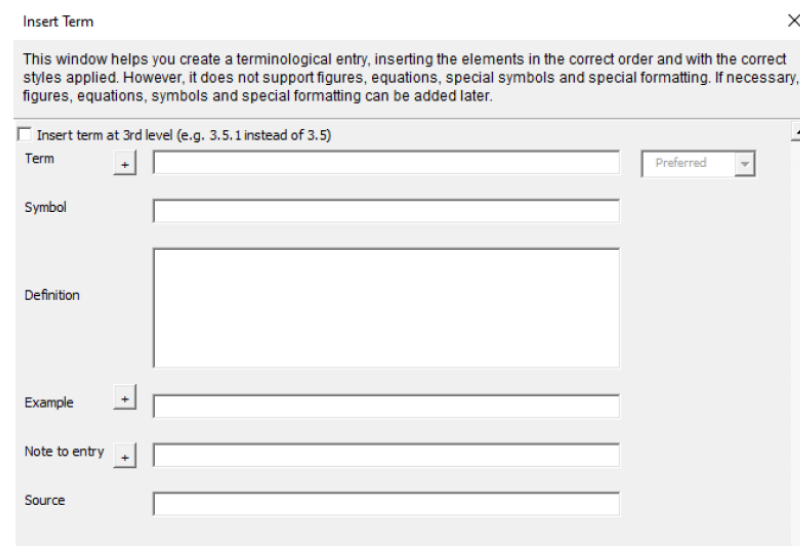 Insert Term
This window helps you create a terminological entry, inserting the elements in the correct order and with the correct
styles applied. However, it does not support figures, equations, special symbols and special formatting. If necessary,
figures, equations, symbols and special formatting can be added later.
Insert term at 3rd level (e.g. 3.5.1 instead of 3.5)
Term + Preferred
Symbol
Definition
Example +
Note to entry +
Source